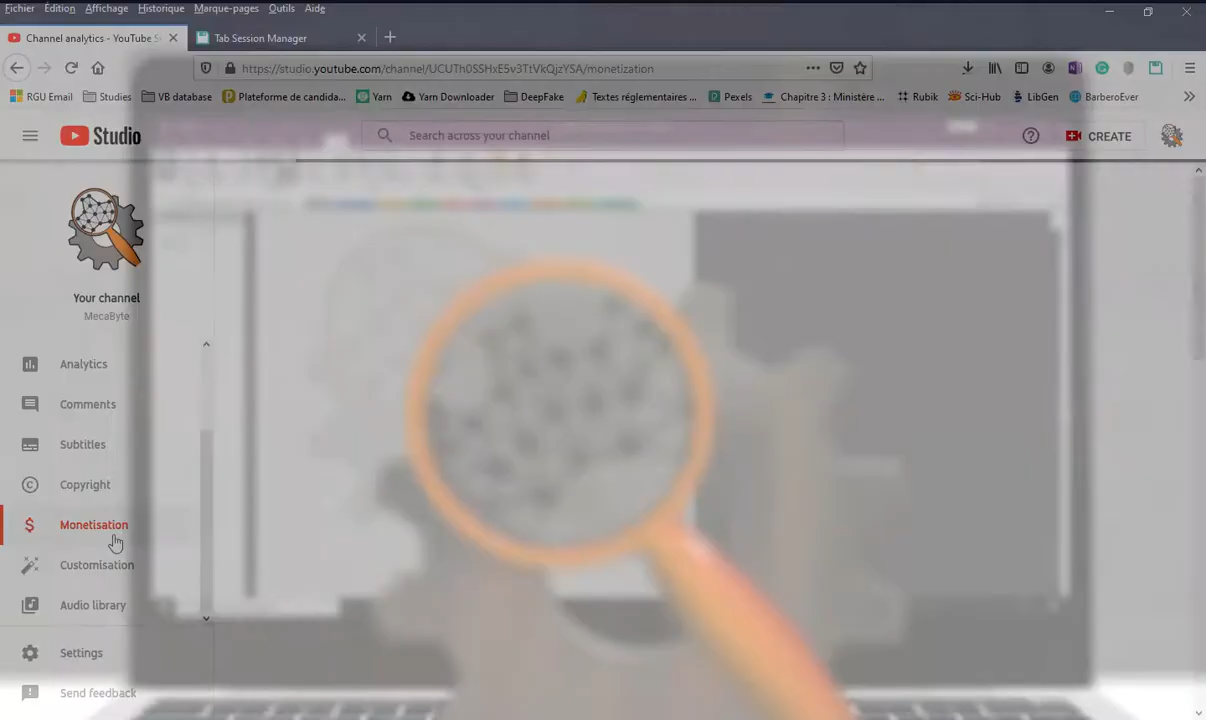 Fichier Édition Affichage Historique Marque-pages Outils Aide
Channel analytics - YouTube S
Tab Session Manager
https://studio.youtube.com/channel/UCUTh0SSHxE5v3TtVkQjzYSA/monetization
RGU Email Studies VB database Plateforme de candida... Yarn Yarn Downloader DeepFake Textes réglementaires ... Pexels Chapitre 3 : Ministère ... Rubik Sci-Hub LibGen BarberoEver
Studio
Search across your channel
CREATE
Your channel
MecaByte
Analytics
Comments
Subtitles
Copyright
Monetisation
Customisation
Audio library
Settings
Send feedback